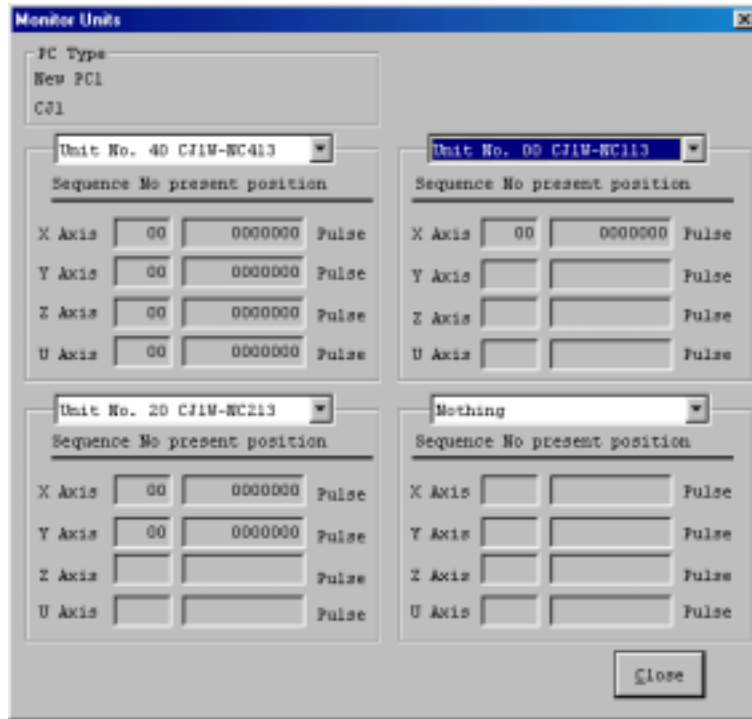 Monitor Units
PC Type
New PC1
CJ1
Unit No. 40 CJ1W-NC413
Sequence No present position
X Axis 00 0000000 Pulse
Y Axis 00 0000000 Pulse
Z Axis 00 0000000 Pulse
U Axis 00 0000000 Pulse
Unit No. 00 CJ1W-NC113
Sequence No present position
X Axis 00 0000000 Pulse
Y Axis Pulse
Z Axis Pulse
U Axis Pulse
Unit No. 20 CJ1W-NC213
Sequence No present position
X Axis 00 0000000 Pulse
Y Axis 00 0000000 Pulse
Z Axis Pulse
U Axis Pulse
Nothing
Sequence No present position
X Axis Pulse
Y Axis Pulse
Z Axis Pulse
U Axis Pulse
Close